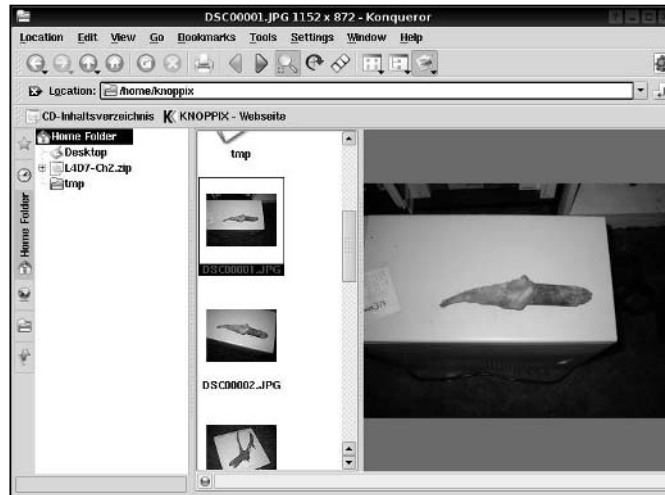 DSC00001.JPG 1152 x 872 - Konqueror
Location Edit View Go Bookmarks Tools Settings Window Help
Location: /home/knoppix
CD-Inhaltsverzeichnis KNOPPIX - Webseite
Home Folder
Desktop
L4D7-Ch2.zip
tmp
Home Folder
tmp
DSC00001.JPG
DSC00002.JPG